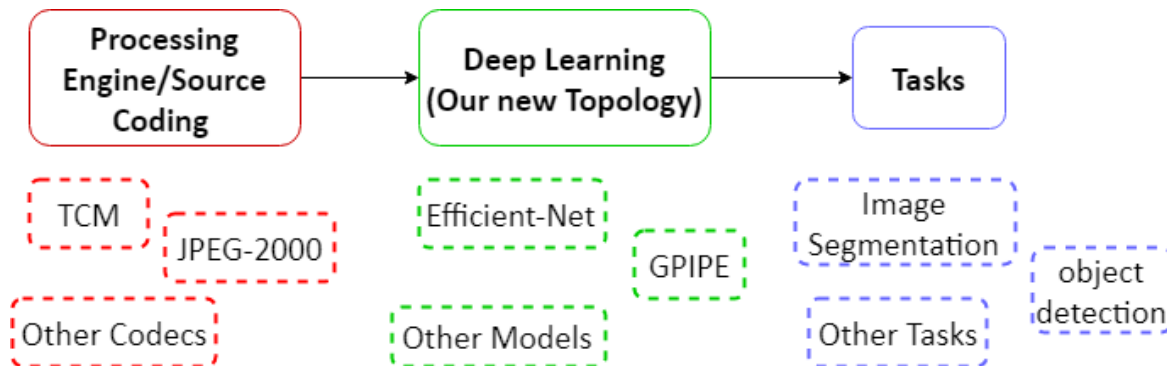 Processing
Engine/Source
Coding
Deep Learning
(Our new Topology)
Tasks
TCM
JPEG-2000
Other Codecs
Efficient-Net
GPIPE
Other Models
Image
Segmentation
object
detection
Other Tasks